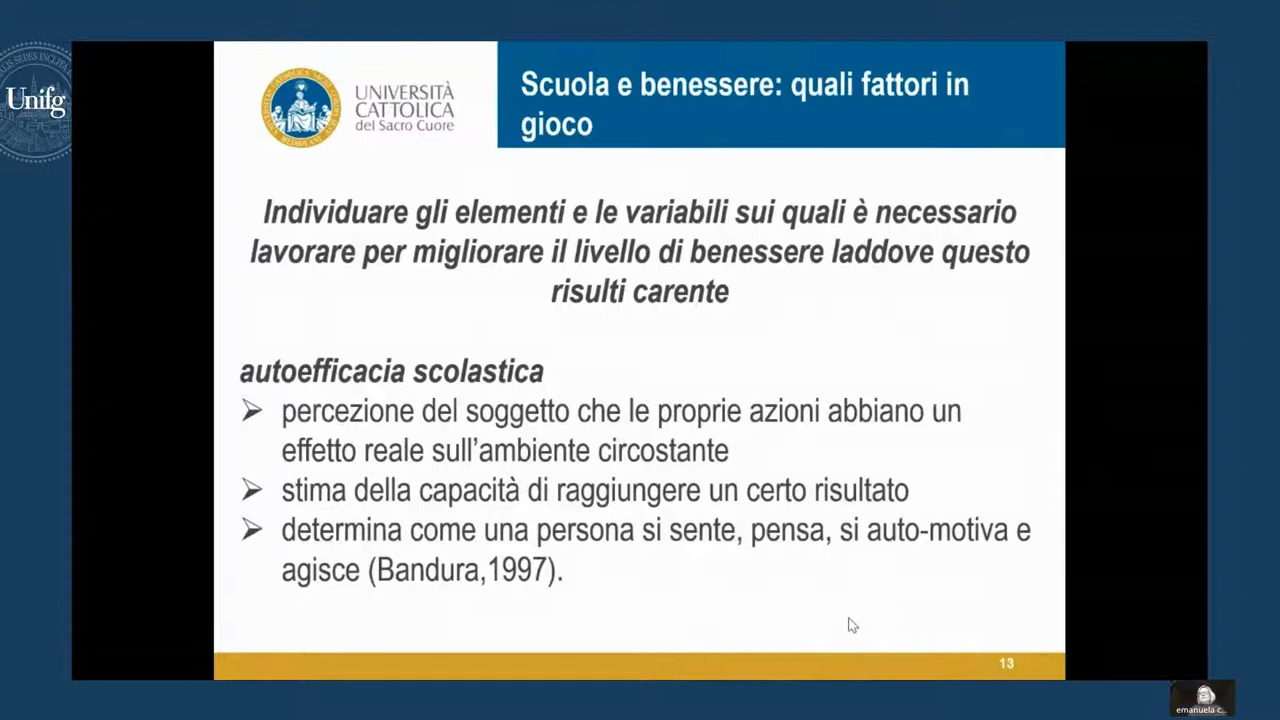 Unifg
UNIVERSITÀ
CATTOLICA
del Sacro Cuore
Scuola e benessere: quali fattori in
gioco
Individuare gli elementi e le variabili sui quali è necessario
lavorare per migliorare il livello di benessere laddove questo
risulti carente
autoefficacia scolastica
➢ percezione del soggetto che le proprie azioni abbiano un
effetto reale sull’ambiente circostante
➢ stima della capacità di raggiungere un certo risultato
➢ determina come una persona si sente, pensa, si auto-motiva e
agisce (Bandura,1997).
13
emanuela c...